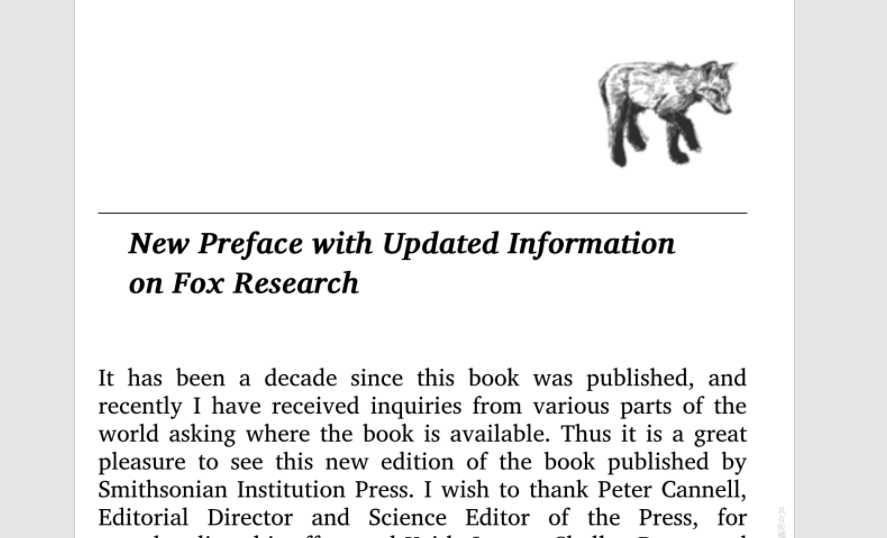 New Preface with Updated Information
on Fox Research
It has been a decade since this book was published, and
recently I have received inquiries from various parts of the
world asking where the book is available. Thus it is a great
pleasure to see this new edition of the book published by
Smithsonian Institution Press. I wish to thank Peter Cannell,
Editorial Director and Science Editor of the Press, for